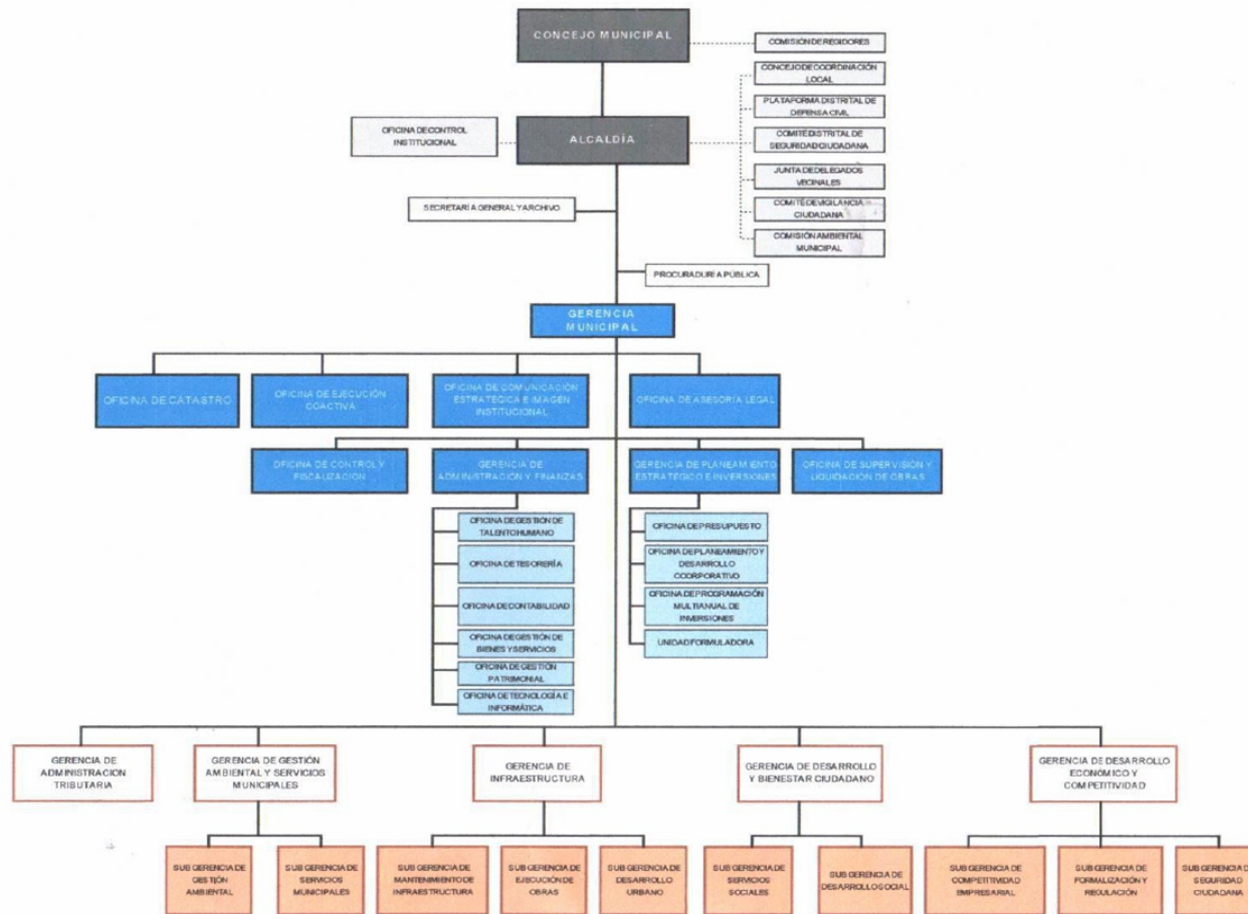 CONCEJO MUNICIPAL
COMISIÓN DE REGIDORES
CONCEJO DE COORDINACIÓN
LOCAL
PLATAFORMA DISTRITAL DE
DEFENSA CIVIL
OFICINA DE CONTROL
INSTITUCIONAL
ALCALDÍA
COMITÉ DISTRITAL DE
SEGURIDAD CIUDADANA
JUNTA DE DELEGADOS
VECINALES
SECRETARÍA GENERAL Y ARCHIVO
COMITÉ DE VIGILANCIA
CIUDADANA
COMISIÓN AMBIENTAL
MUNICIPAL
PROCURADURÍA PÚBLICA
GERENCIA
MUNICIPAL
OFICINA DE CATASTRO
OFICINA DE EJECUCIÓN
COACTIVA
OFICINA DE COMUNICACIÓN
ESTRATÉGICA E IMAGEN
INSTITUCIONAL
OFICINA DE ASESORÍA LEGAL
OFICINA DE CONTROL Y
FISCALIZACIÓN
GERENCIA DE
ADMINISTRACIÓN Y FINANZAS
GERENCIA DE PLANEAMIENTO
ESTRATÉGICO E INVERSIONES
OFICINA DE SUPERVISIÓN Y
LIQUIDACIÓN DE OBRAS
OFICINA DE GESTIÓN DE
TALENTO HUMANO
OFICINA DE TESORERÍA
OFICINA DE CONTABILIDAD
OFICINA DE GESTIÓN DE
BIENES Y SERVICIOS
OFICINA DE GESTIÓN
PATRIMONIAL
OFICINA DE TECNOLOGÍA E
INFORMÁTICA
OFICINA DE PRESUPUESTO
OFICINA DE PLANEAMIENTO Y
DESARROLLO
COORPORATIVO
OFICINA DE PROGRAMACIÓN
MULTIANUAL DE
INVERSIONES
UNIDAD FORMULADORA
GERENCIA DE
ADMINISTRACION
TRIBUTARIA
GERENCIA DE GESTIÓN
AMBIENTAL Y SERVICIOS
MUNICIPALES
GERENCIA DE
INFRAESTRUCTURA
GERENCIA DE DESARROLLO
Y BIENESTAR CIUDADANO
GERENCIA DE DESARROLLO
ECONÓMICO Y
COMPETITIVIDAD
SUB GERENCIA DE
GESTIÓN
AMBIENTAL
SUB GERENCIA DE
SERVICIOS
MUNICIPALES
SUB GERENCIA DE
MANTENIMIENTO DE
INFRAESTRUCTURA
SUB GERENCIA DE
EJECUCIÓN DE
OBRAS
SUB GERENCIA DE
DESARROLLO
URBANO
SUB GERENCIA DE
SERVICIOS
SOCIALES
SUB GERENCIA DE
DESARROLLO SOCIAL
SUB GERENCIA DE
COMPETITIVIDAD
EMPRESARIAL
SUB GERENCIA DE
FORMALIZACIÓN Y
REGULACIÓN
SUB GERENCIA DE
SEGURIDAD
CIUDADANA